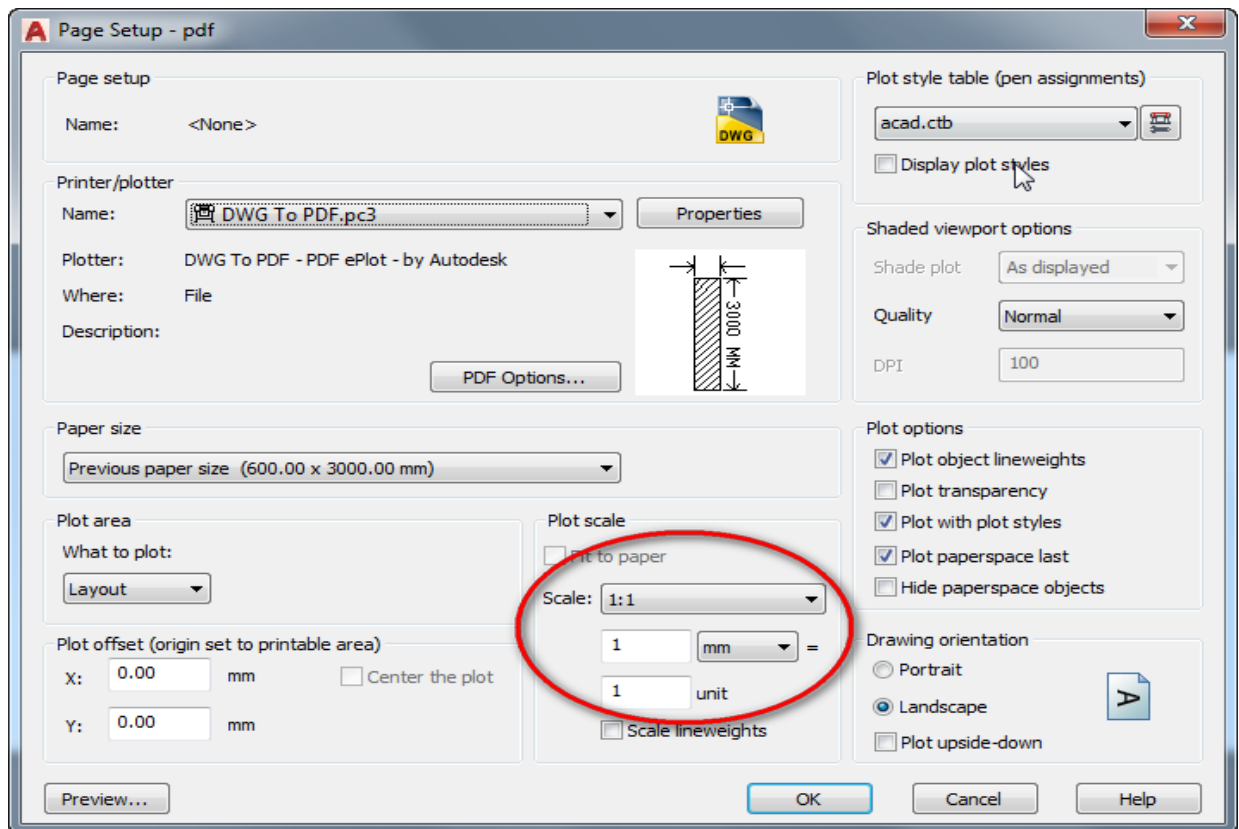 Page Setup - pdf
Page setup
Name: <None>
DWG
Printer/plotter
Name: DWG To PDF.pc3 Properties
Plotter: DWG To PDF - PDF ePlot - by Autodesk
Where: File
Description:
3000 MM
PDF Options...
Paper size
Previous paper size (600.00 x 3000.00 mm)
Plot area
What to plot:
Layout
Plot offset (origin set to printable area)
X: 0.00 mm Center the plot
Y: 0.00 mm
Plot scale
Fit to paper
Scale: 1:1
1 mm =
1 unit
Scale lineweights
Plot style table (pen assignments)
acad.ctb
Display plot styles
Shaded viewport options
Shade plot As displayed
Quality Normal
DPI 100
Plot options
Plot object lineweights
Plot transparency
Plot with plot styles
Plot paperspace last
Hide paperspace objects
Drawing orientation
Portrait
Landscape
A
Plot upside-down
Preview... OK Cancel Help